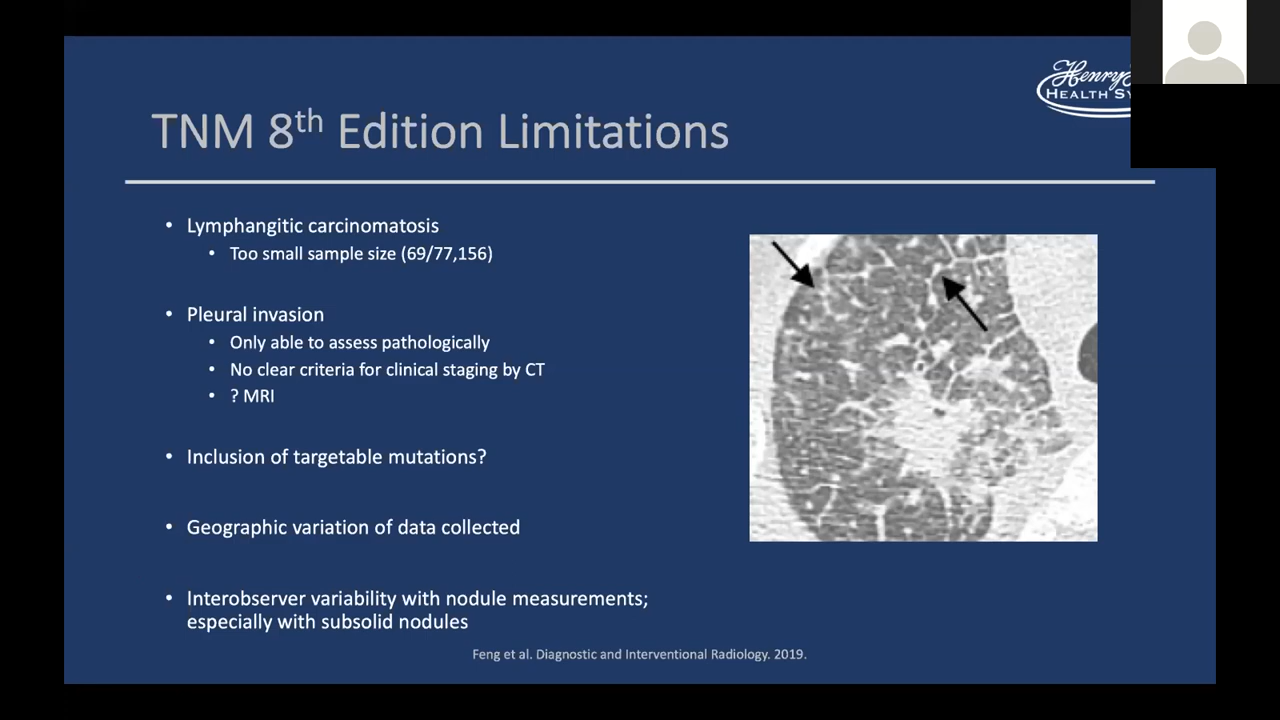 Henry
HEALTH SY
TNM 8th Edition Limitations
• Lymphangitic carcinomatosis
• Too small sample size (69/77,156)
• Pleural invasion
• Only able to assess pathologically
• No clear criteria for clinical staging by CT
• ? MRI
• Inclusion of targetable mutations?
• Geographic variation of data collected
• Interobserver variability with nodule measurements;
especially with subsolid nodules
Feng et al. Diagnostic and Interventional Radiology. 2019.